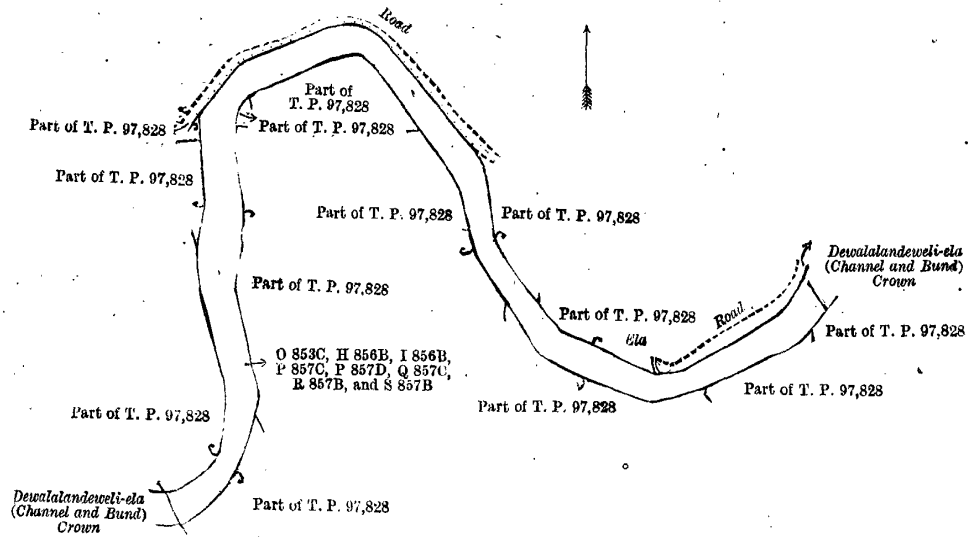 Road
Part of
T. P. 97,828
Part of T. P. 97,828
Part of T. P. 97,828
Part of T. P. 97,828
Part of T. P. 97,828
Part of T. P. 97,828
Dewalalandeweli-ela
(Channel and Bund)
Crown
Part of T. P. 97,828
Part of T. P. 97,828
Road
Ela
Part of T. P. 97,828
O 853C, H 856B, I 856B,
P 857C, P 857D, Q 857C,
R 857B, and S 857B
Part of T. P. 97,828
Part of T. P. 97,828
Part of T. P. 97,828
Dewalalandeweli-ela
(Channel and Bund)
Crown
Part of T. P. 97,828